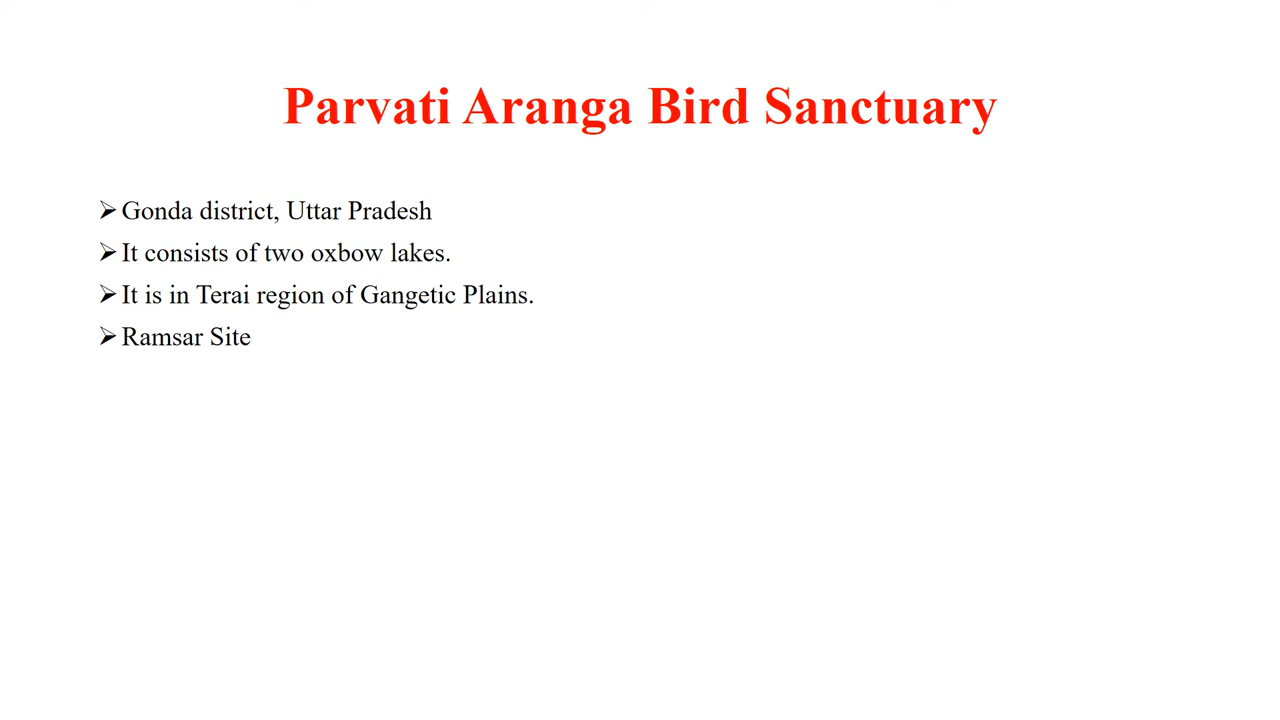 Parvati Aranga Bird Sanctuary
➢Gonda district, Uttar Pradesh
➢It consists of two oxbow lakes.
➢It is in Terai region of Gangetic Plains.
➢Ramsar Site